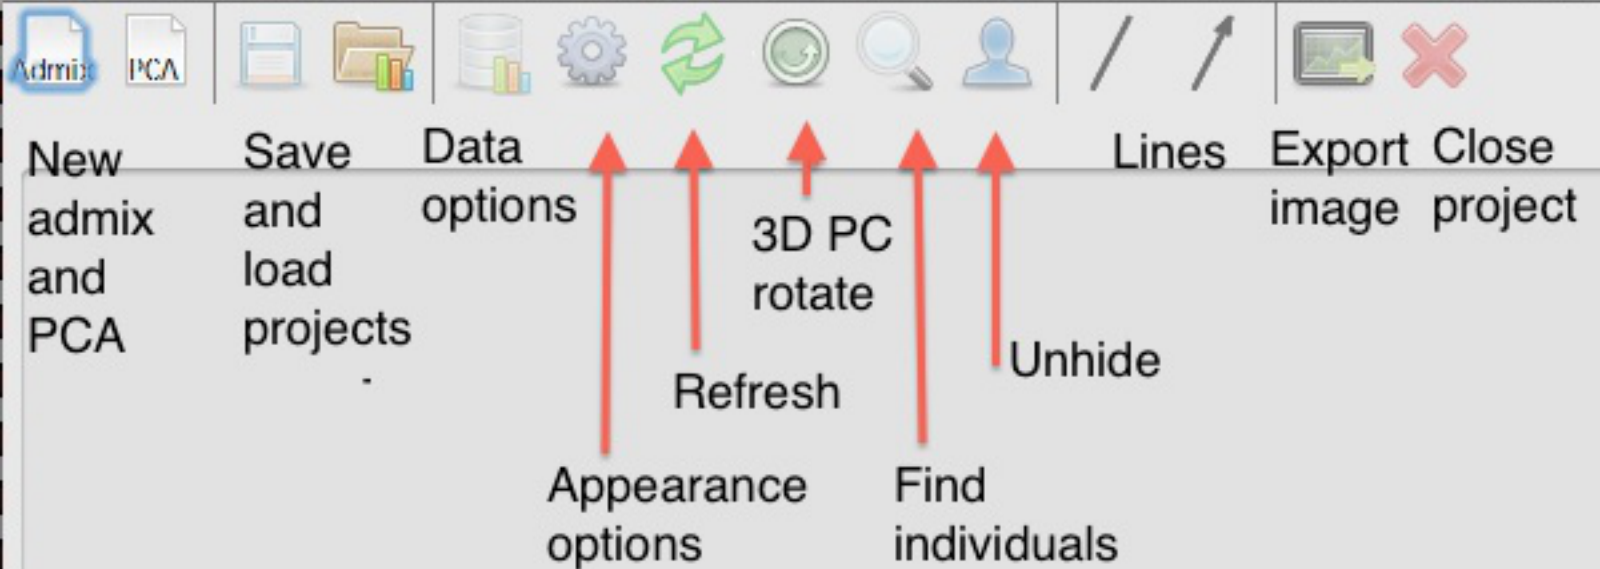 Admix PCA
New
admix
and
PCA
Save
and
load
projects
-
Data
options
Appearance
options
Refresh
3D PC
rotate
Find
individuals
Unhide
Lines
Export
image
Close
project